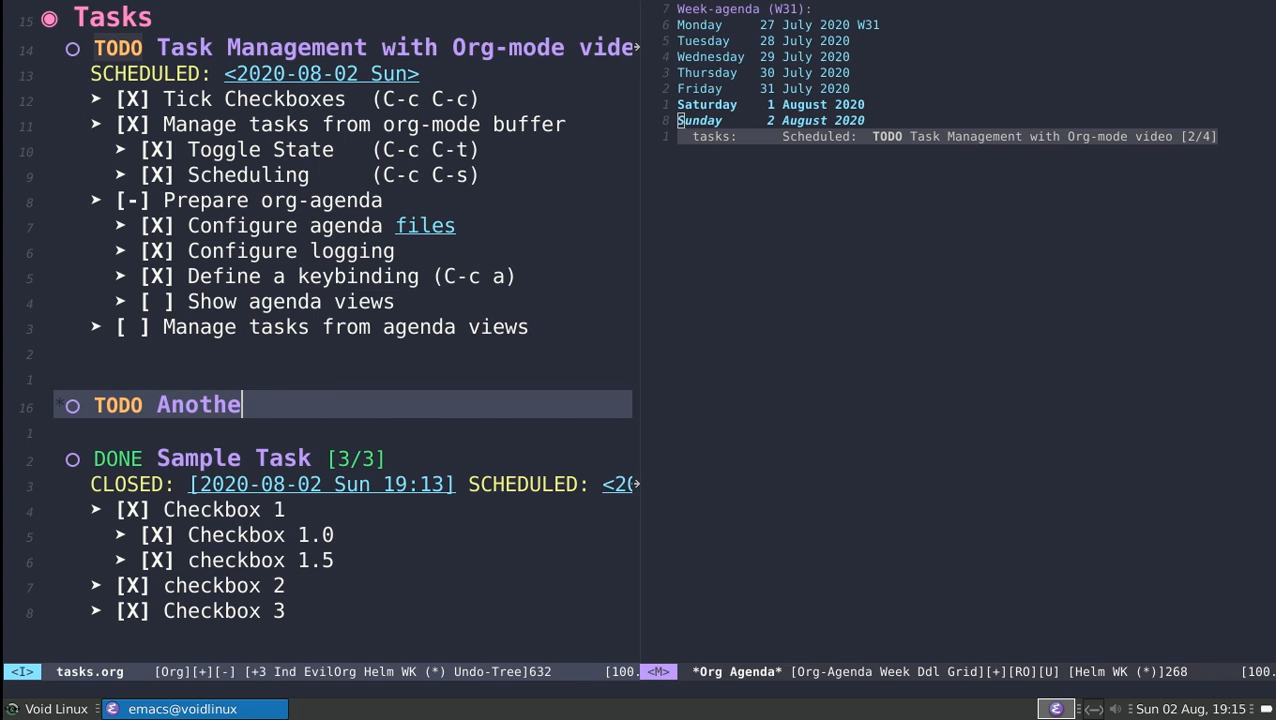 15 ◉ Tasks
14 ○ TODO Task Management with Org-mode vide→
13 SCHEDULED: <2020-08-02 Sun>
12 ➤ [X] Tick Checkboxes (C-c C-c)
11 ➤ [X] Manage tasks from org-mode buffer
10 ➤ [X] Toggle State (C-c C-t)
9 ➤ [X] Scheduling (C-c C-s)
8 ➤ [-] Prepare org-agenda
7 ➤ [X] Configure agenda files
6 ➤ [X] Configure logging
5 ➤ [X] Define a keybinding (C-c a)
4 ➤ [ ] Show agenda views
3 ➤ [ ] Manage tasks from agenda views
2
1
16 *○ TODO Anothe
1
2 ○ DONE Sample Task [3/3]
3 CLOSED: [2020-08-02 Sun 19:13] SCHEDULED: <20→
4 ➤ [X] Checkbox 1
5 ➤ [X] Checkbox 1.0
6 ➤ [X] checkbox 1.5
7 ➤ [X] checkbox 2
8 ➤ [X] Checkbox 3
<I> tasks.org [Org][+][-] [+3 Ind EvilOrg Helm WK (*) Undo-Tree]632 [100.
7 Week-agenda (W31):
6 Monday 27 July 2020 W31
5 Tuesday 28 July 2020
4 Wednesday 29 July 2020
3 Thursday 30 July 2020
2 Friday 31 July 2020
1 Saturday 1 August 2020
8 Sunday 2 August 2020
1 tasks: Scheduled: TODO Task Management with Org-mode video [2/4]
<M> *Org Agenda* [Org-Agenda Week Ddl Grid][+][RO][U] [Helm WK (*)]268 [100.
Void Linux emacs@voidlinux Sun 02 Aug, 19:15